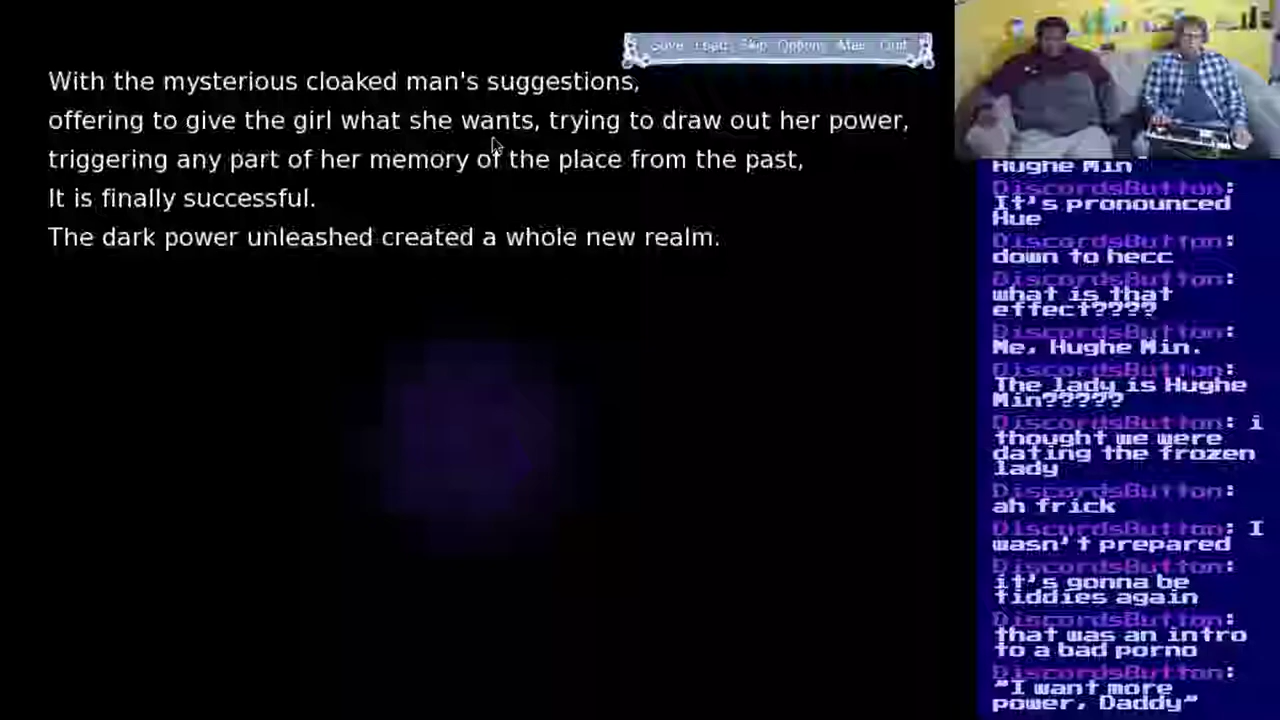 Save Load Skip Options Max Quit
With the mysterious cloaked man's suggestions,
offering to give the girl what she wants, trying to draw out her power,
triggering any part of her memory of the place from the past,
It is finally successful.
The dark power unleashed created a whole new realm.
Hughe Min
DiscordsButton:
It's pronounced
Hue
DiscordsButton:
down to hecc
DiscordsButton:
what is that
effect????
DiscordsButton:
Me, Hughe Min.
DiscordsButton:
The lady is Hughe
Min?????
DiscordsButton: i
thought we were
dating the frozen
lady
DiscordsButton:
ah frick
DiscordsButton: I
wasn't prepared
DiscordsButton:
it's gonna be
tiddies again
DiscordsButton:
that was an intro
to a bad porno
DiscordsButton:
"I want more
power, Daddy"